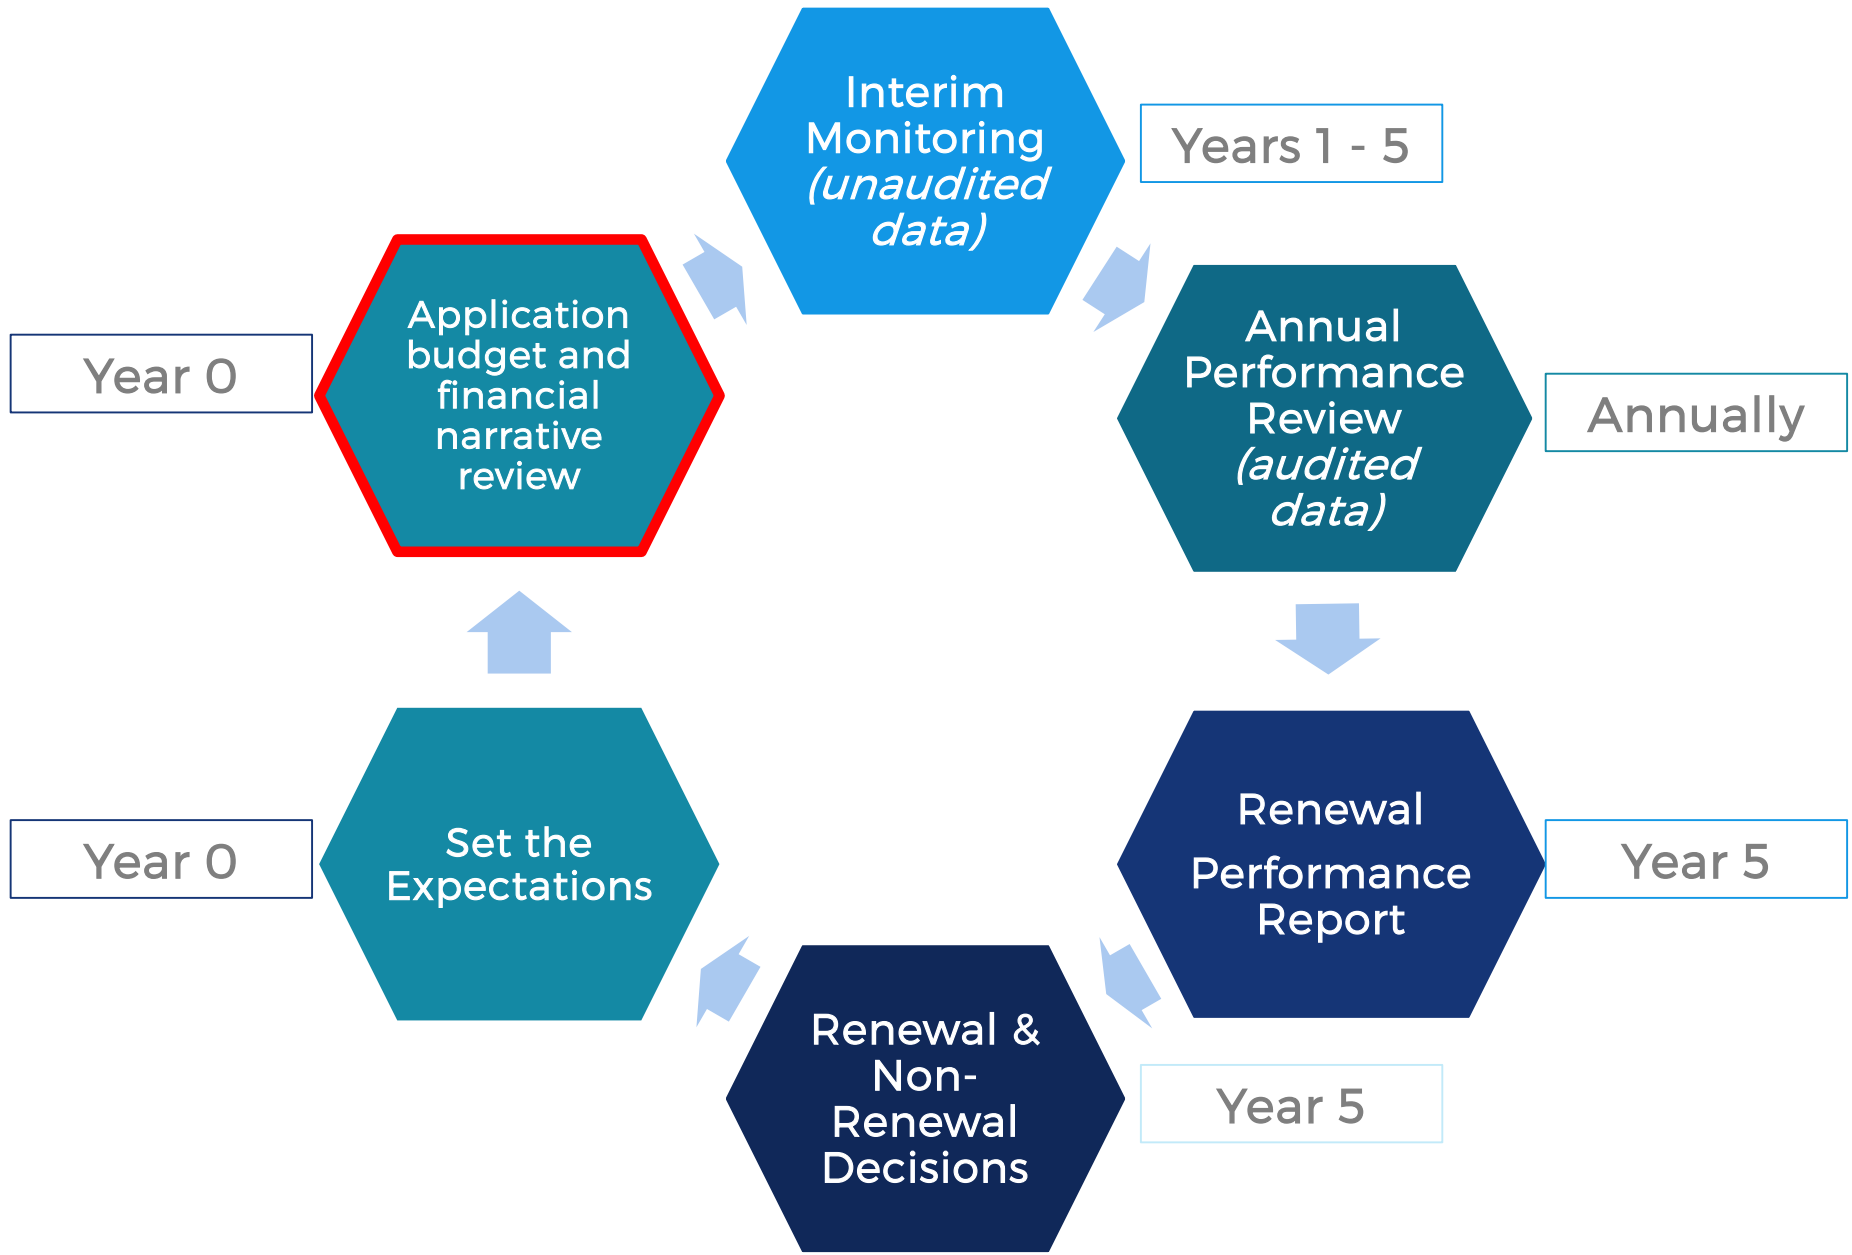 Interim
Monitoring
(unaudited
data)
Years 1 - 5
Annual
Performance
Review
(audited
data)
Annually
Renewal
Performance
Report
Year 5
Renewal &
Non-
Renewal
Decisions
Year 5
Set the
Expectations
Year 0
Application
budget and
financial
narrative
review
Year 0